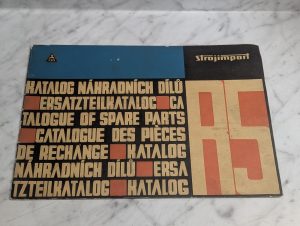 Strojimport
KATALOG NÁHRADNÍCH DÍLŮ
ERSATZTEILKATALOG CA
TALOGUE OF SPARE PARTS
CATALOGUE DES PIÈCES
DE RECHANGE KATALOG
NÁHRADNÍCH DÍLŮ ERSA
TZTEILKATALOG KATALOG
R5